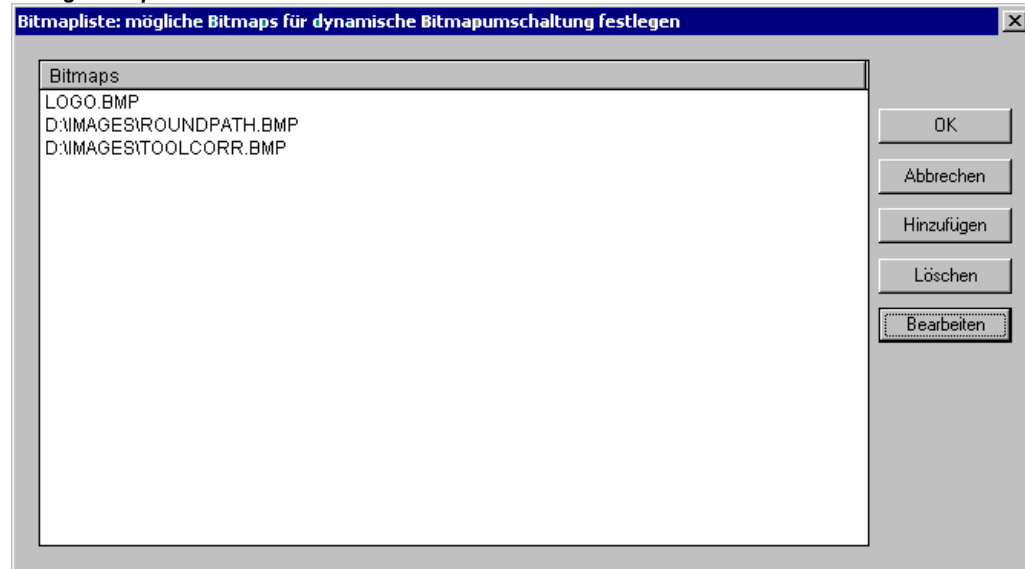 Bitmapliste: mögliche Bitmaps für dynamische Bitmapumschaltung festlegen
Bitmaps
LOGO.BMP
D:\IMAGES\ROUNDPATH.BMP
D:\IMAGES\TOOLCORR.BMP
OK
Abbrechen
Hinzufügen
Löschen
Bearbeiten